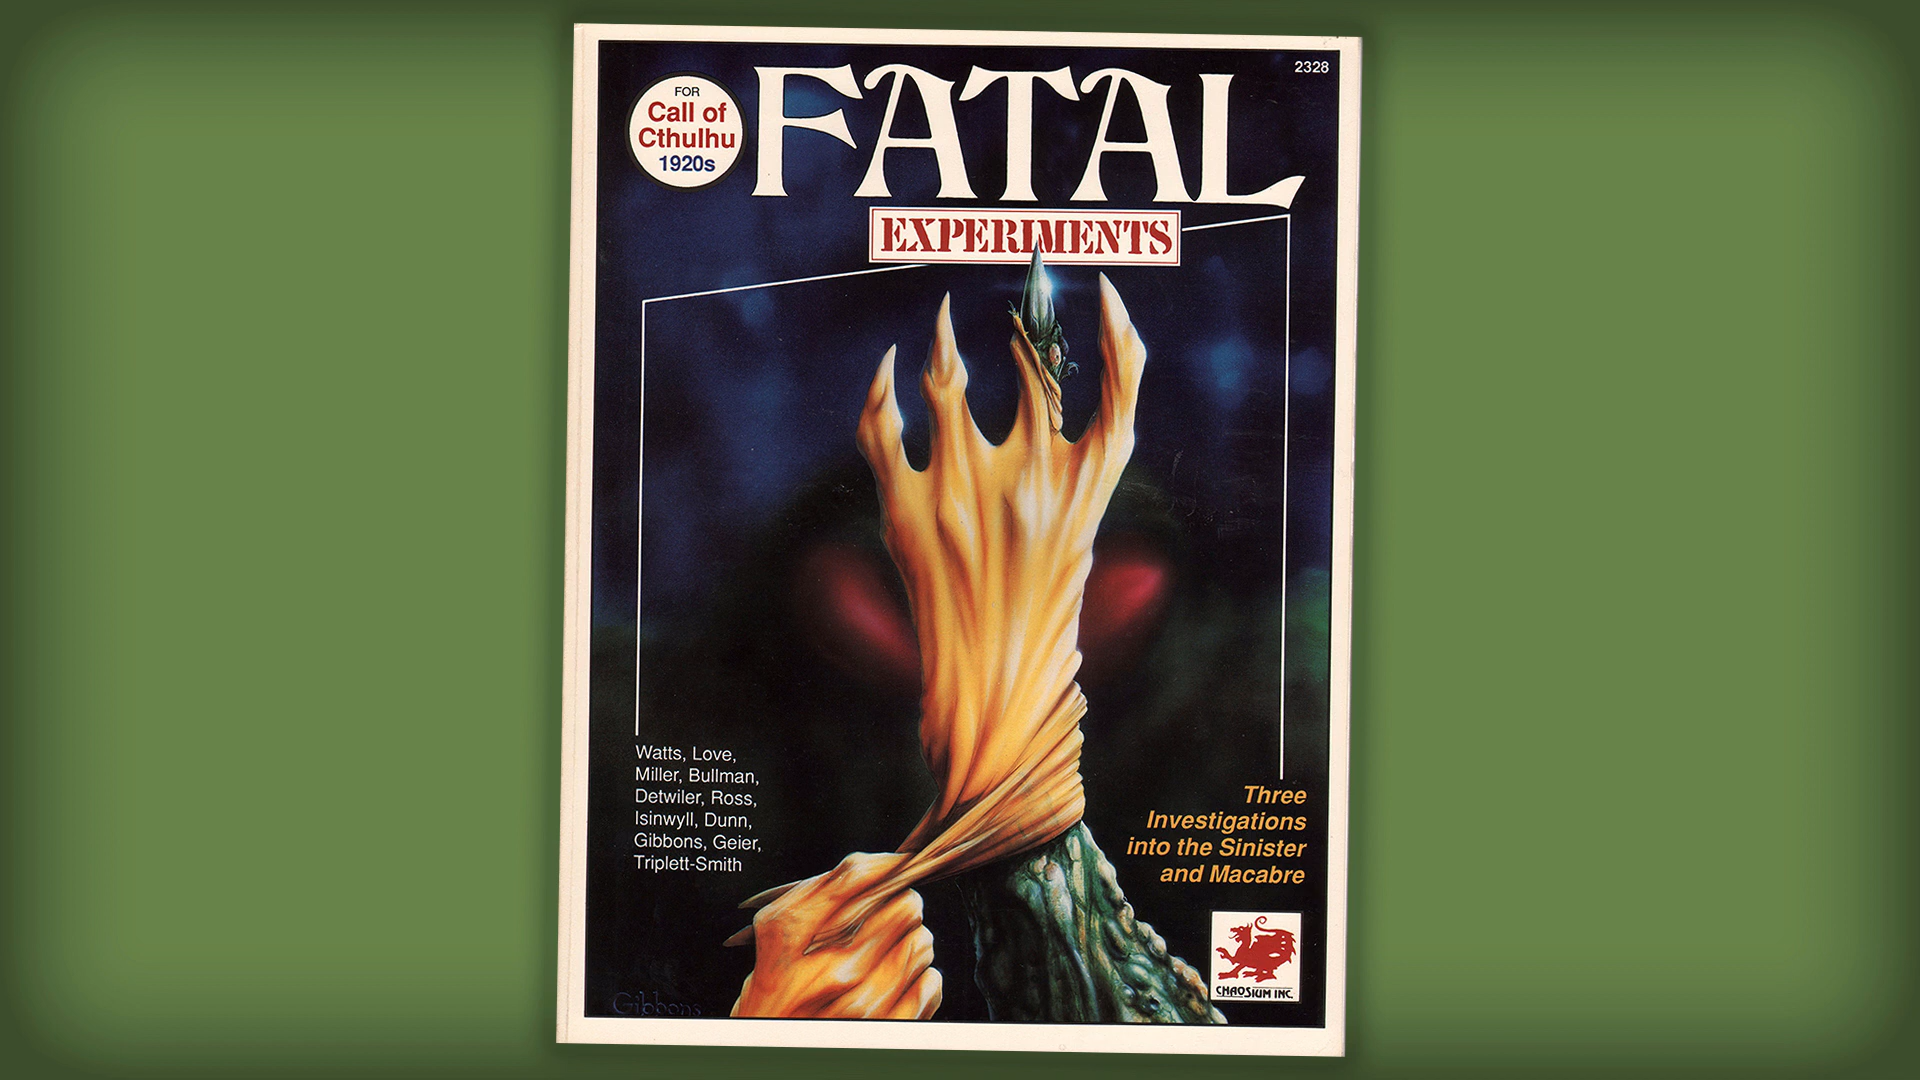 2328
FOR
Call of
Cthulhu
1920s
FATAL
EXPERIMENTS
Watts, Love,
Miller, Bullman,
Detwiler, Ross,
Isinwyll, Dunn,
Gibbons, Geier,
Triplett-Smith
Three
Investigations
into the Sinister
and Macabre
Gibbons
CHAOSIUM INC.